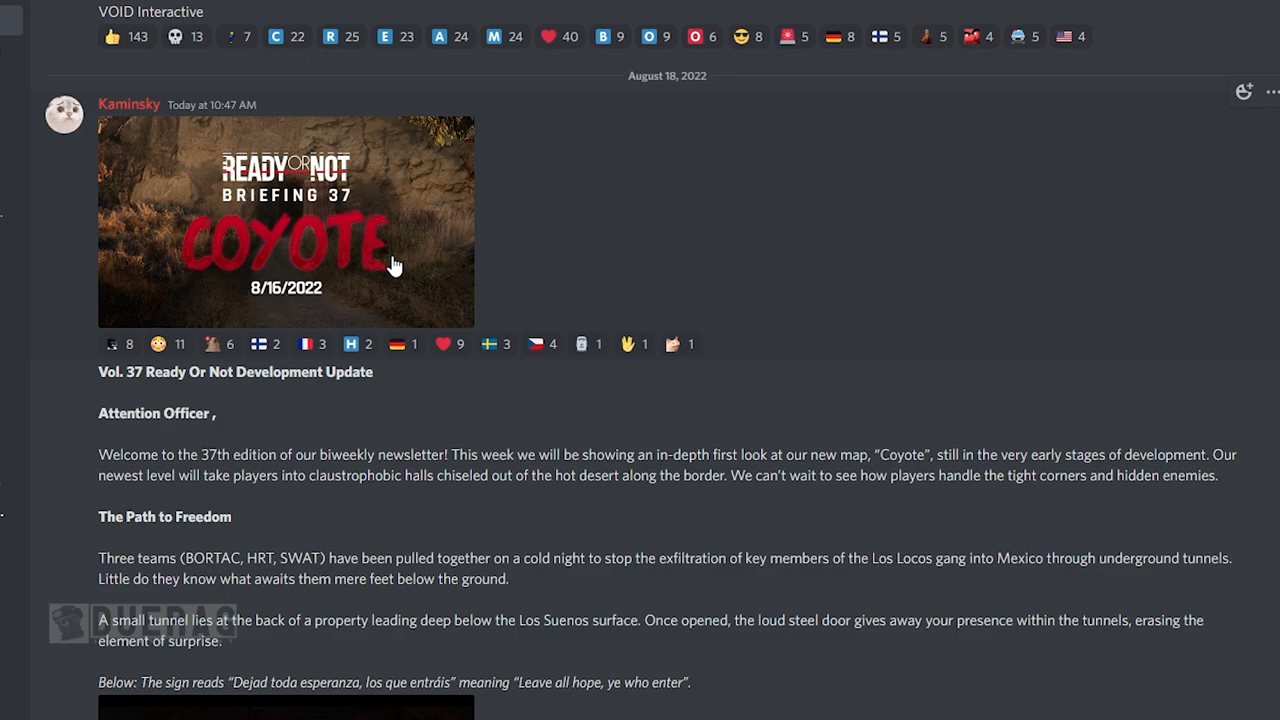 VOID Interactive
143 13 7 C 22 R 25 E 23 A 24 M 24 40 B 9 O 9 O 6 8 5 8 5 5 4 5 4
August 18, 2022
Kaminsky Today at 10:47 AM
READY OR NOT
BRIEFING 37
COYOTE
8/16/2022
8 11 6 2 3 H 2 1 9 3 4 1 1 1
Vol. 37 Ready Or Not Development Update
Attention Officer ,
Welcome to the 37th edition of our biweekly newsletter! This week we will be showing an in-depth first look at our new map, “Coyote”, still in the very early stages of development. Our
newest level will take players into claustrophobic halls chiseled out of the hot desert along the border. We can’t wait to see how players handle the tight corners and hidden enemies.
The Path to Freedom
Three teams (BORTAC, HRT, SWAT) have been pulled together on a cold night to stop the exfiltration of key members of the Los Locos gang into Mexico through underground tunnels.
Little do they know what awaits them mere feet below the ground.
A small tunnel lies at the back of a property leading deep below the Los Suenos surface. Once opened, the loud steel door gives away your presence within the tunnels, erasing the
element of surprise.
Below: The sign reads “Dejad toda esperanza, los que entráis” meaning “Leave all hope, ye who enter”.